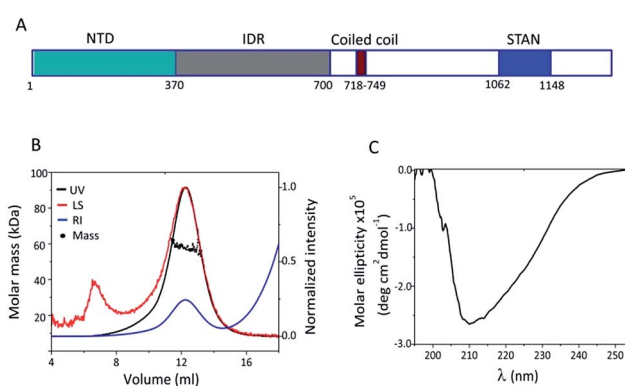 A
NTD IDR Coiled coil STAN
1 370 700 718-749 1062 1148
B
UV
LS
RI
Mass
100
80
60
40
20
1.0
0.5
0.0
Molar mass (kDa)
Normalized intensity
4 8 12 16
Volume (ml)
C
0.0
-1.0
-2.0
-3.0
Molar ellipticity x10⁵
(deg cm² dmol⁻¹)
200 210 220 230 240 250
λ (nm)